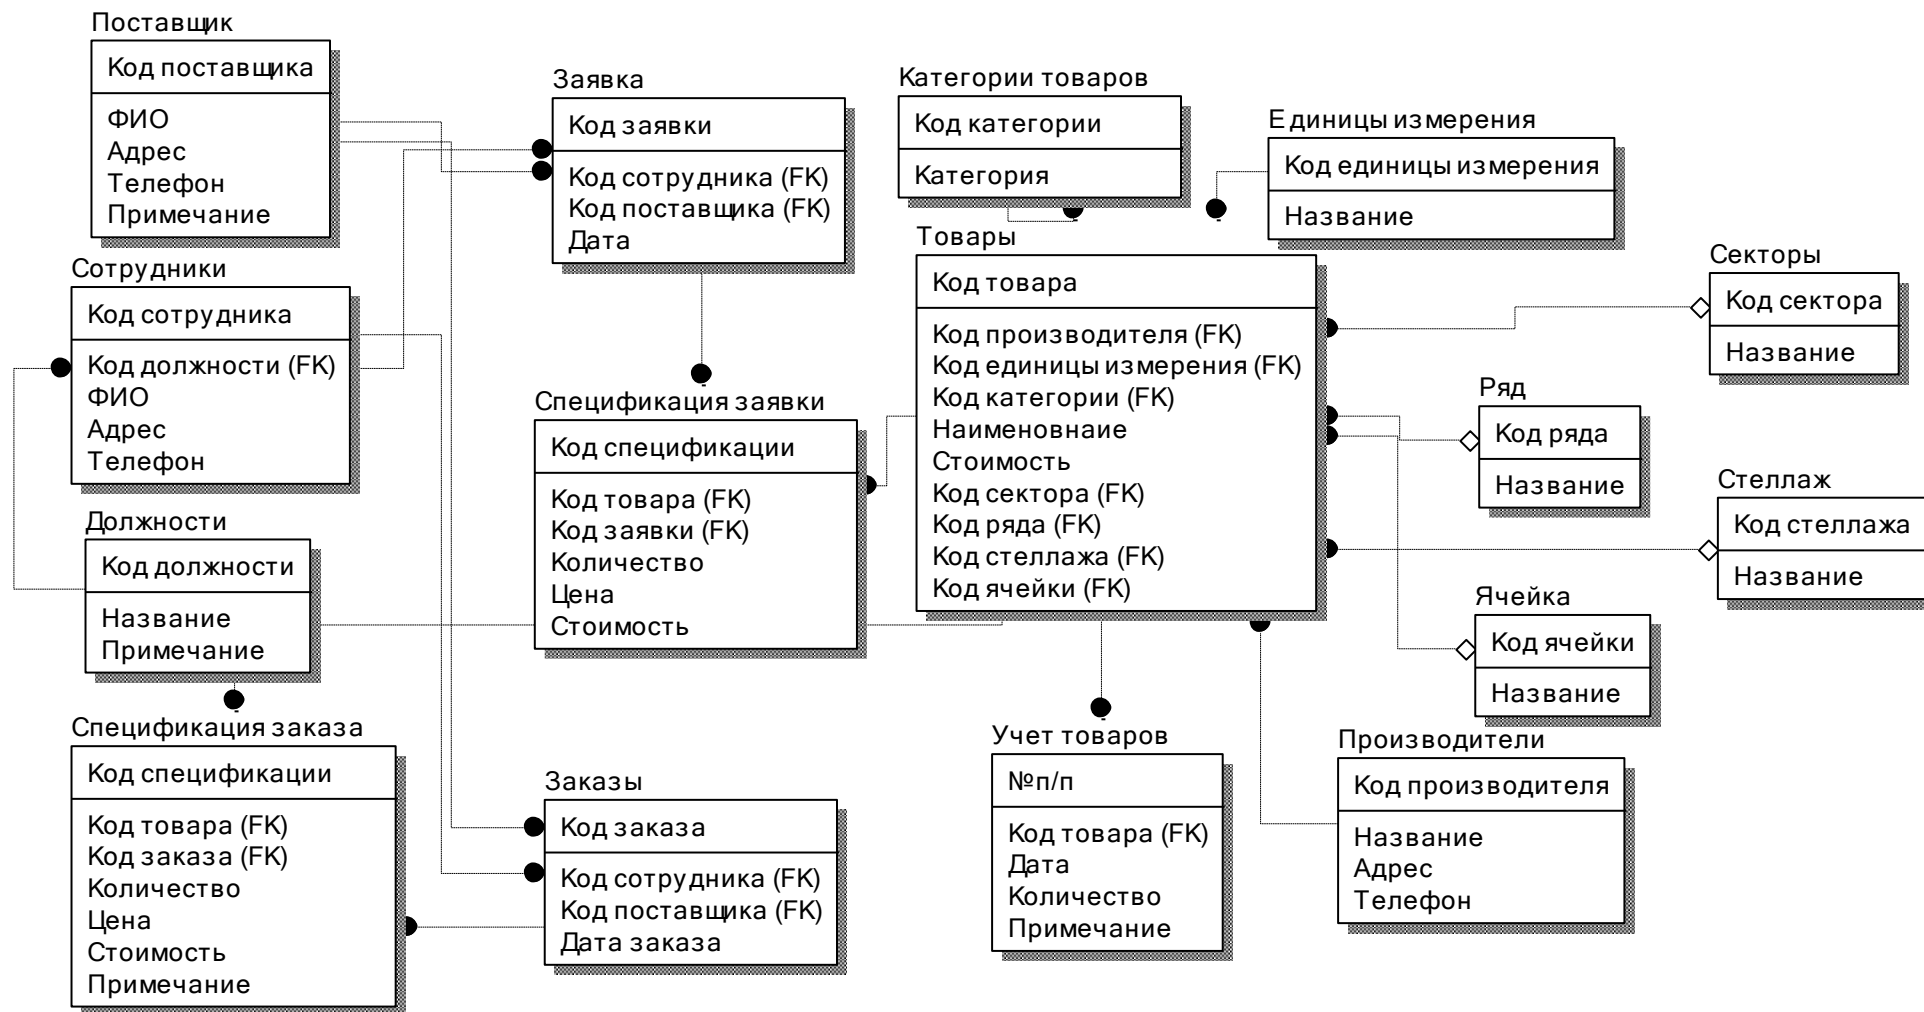 Поставщик
Код поставщика
ФИО
Адрес
Телефон
Примечание
Заявка
Код заявки
Код сотрудника (FK)
Код поставщика (FK)
Дата
Категории товаров
Код категории
Категория
Единицы измерения
Код единицы измерения
Название
Сотрудники
Код сотрудника
Код должности (FK)
ФИО
Адрес
Телефон
Товары
Код товара
Код производителя (FK)
Код единицы измерения (FK)
Код категории (FK)
Наименовнаие
Стоимость
Код сектора (FK)
Код ряда (FK)
Код стеллажа (FK)
Код ячейки (FK)
Секторы
Код сектора
Название
Ряд
Код ряда
Название
Стеллаж
Код стеллажа
Название
Спецификация заявки
Код спецификации
Код товара (FK)
Код заявки (FK)
Количество
Цена
Стоимость
Должности
Код должности
Название
Примечание
Ячейка
Код ячейки
Название
Спецификация заказа
Код спецификации
Код товара (FK)
Код заказа (FK)
Количество
Цена
Стоимость
Примечание
Заказы
Код заказа
Код сотрудника (FK)
Код поставщика (FK)
Дата заказа
Учет товаров
№п/п
Код товара (FK)
Дата
Количество
Примечание
Производители
Код производителя
Название
Адрес
Телефон